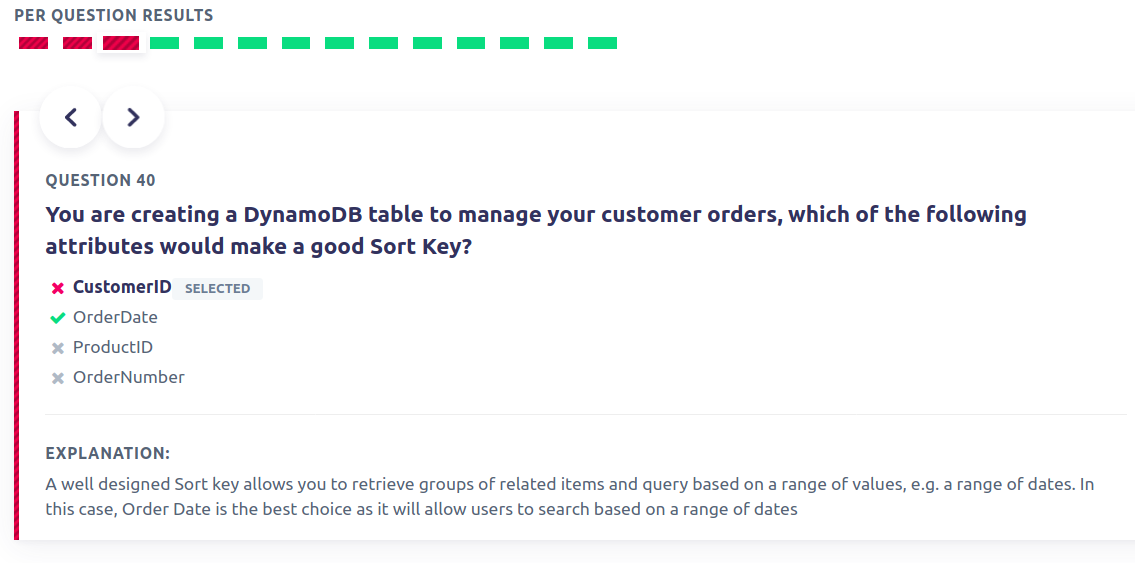 PER QUESTION RESULTS
QUESTION 40
You are creating a DynamoDB table to manage your customer orders, which of the following
attributes would make a good Sort Key?
CustomerID SELECTED
OrderDate
ProductID
OrderNumber
EXPLANATION:
A well designed Sort key allows you to retrieve groups of related items and query based on a range of values, e.g. a range of dates. In
this case, Order Date is the best choice as it will allow users to search based on a range of dates